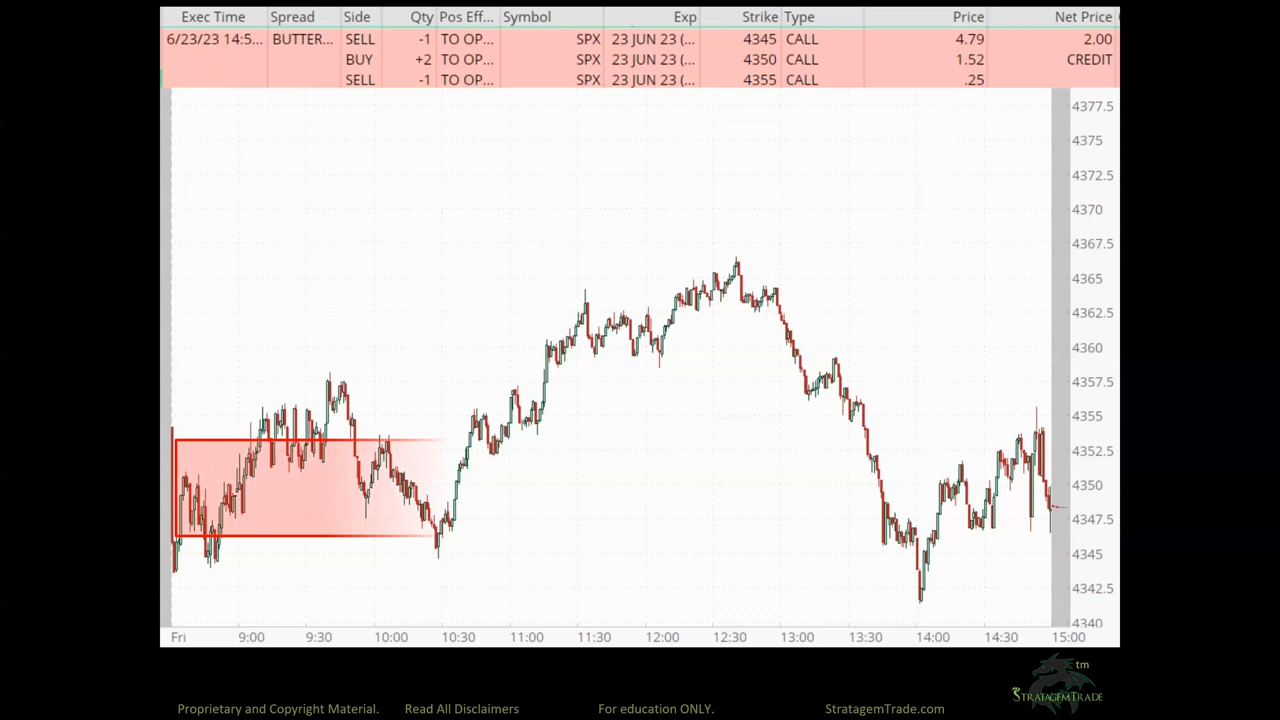 Exec Time Spread Side Qty Pos Eff... Symbol Exp Strike Type Price Net Price
6/23/23 14:5... BUTTER... SELL -1 TO OP... SPX 23 JUN 23 (... 4345 CALL 4.79 2.00
BUY +2 TO OP... SPX 23 JUN 23 (... 4350 CALL 1.52 CREDIT
SELL -1 TO OP... SPX 23 JUN 23 (... 4355 CALL .25
4377.5
4375
4372.5
4370
4367.5
4365
4362.5
4360
4357.5
4355
4352.5
4350
4347.5
4345
4342.5
4340
Fri 9:00 9:30 10:00 10:30 11:00 11:30 12:00 12:30 13:00 13:30 14:00 14:30 15:00
tm
STRATAGEMTRADE
Proprietary and Copyright Material. Read All Disclaimers For education ONLY. StratagemTrade.com